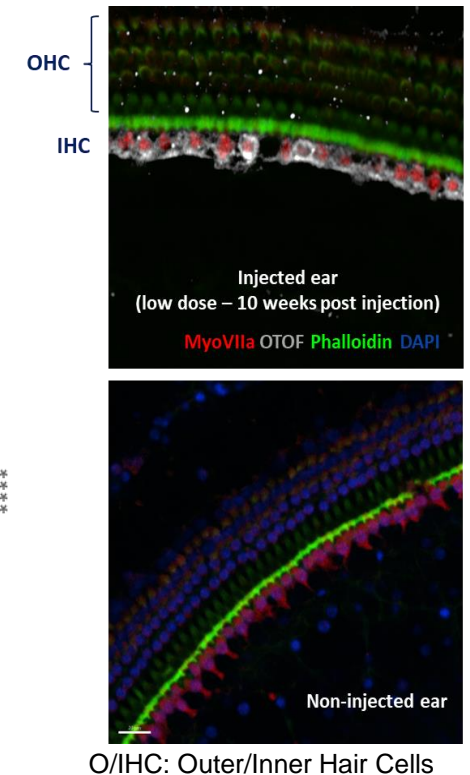 OHC
IHC
Injected ear
(low dose – 10 weeks post injection)
MyoVIIa OTOF Phalloidin DAPI
****
Non-injected ear
O/IHC: Outer/Inner Hair Cells